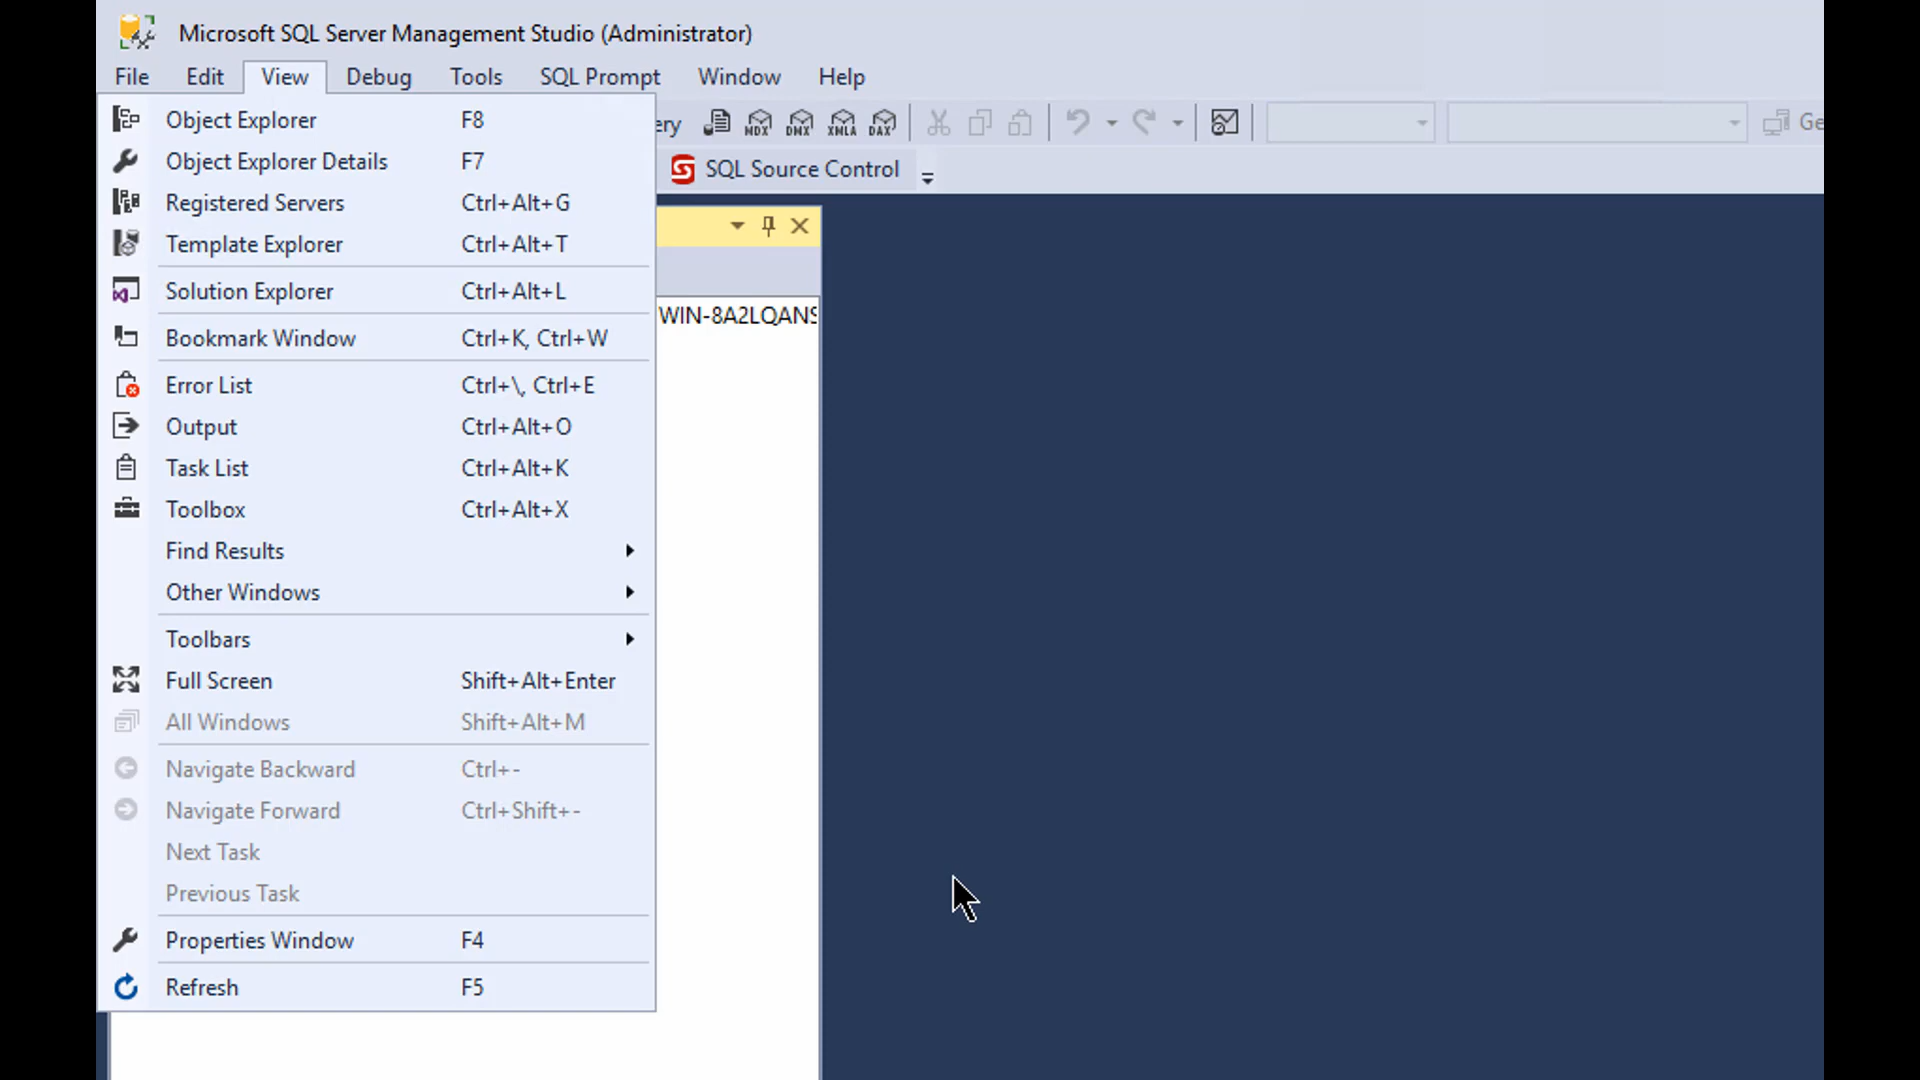 Microsoft SQL Server Management Studio (Administrator)
File Edit View Debug Tools SQL Prompt Window Help
Object Explorer F8
Object Explorer Details F7
Registered Servers Ctrl+Alt+G
Template Explorer Ctrl+Alt+T
Solution Explorer Ctrl+Alt+L
Bookmark Window Ctrl+K, Ctrl+W
Error List Ctrl+\, Ctrl+E
Output Ctrl+Alt+O
Task List Ctrl+Alt+K
Toolbox Ctrl+Alt+X
Find Results
Other Windows
Toolbars
Full Screen Shift+Alt+Enter
All Windows Shift+Alt+M
Navigate Backward Ctrl+-
Navigate Forward Ctrl+Shift+-
Next Task
Previous Task
Properties Window F4
Refresh F5
ery MDX DMX XMLA DAX Ge
SQL Source Control
WIN-8A2LQANS